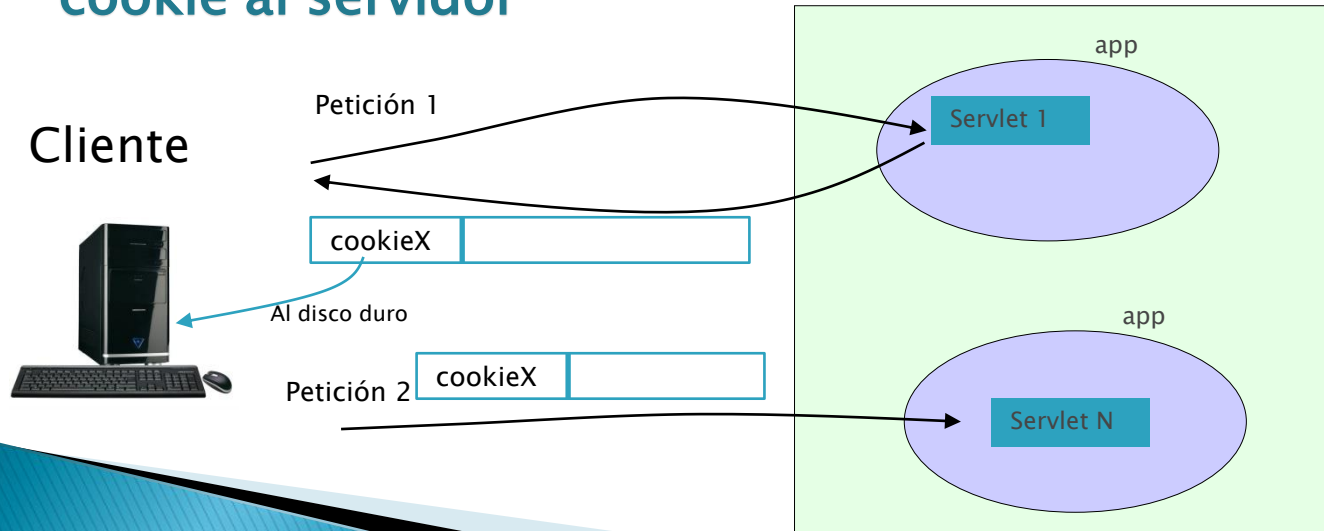 cookie al servidor
app
Petición 1
Servlet 1
Cliente
cookieX
Al disco duro
app
cookieX
Petición 2
Servlet N